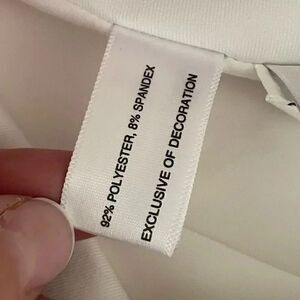 92% POLYESTER, 8% SPANDEX
EXCLUSIVE OF DECORATION